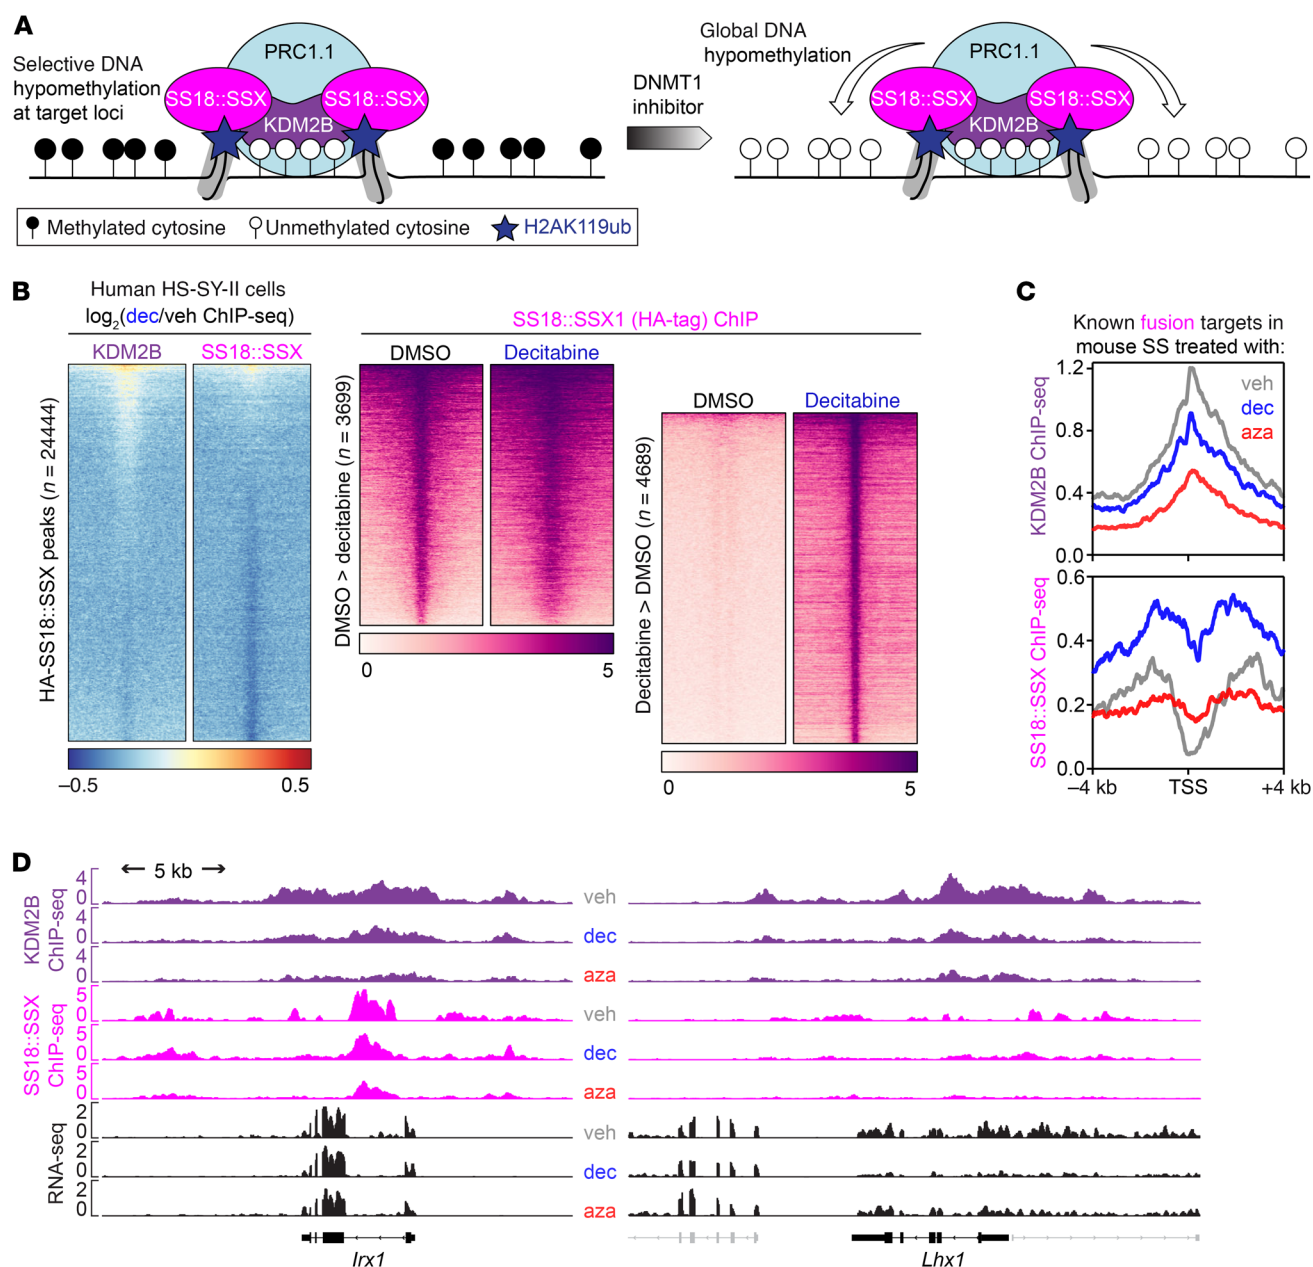 A
Selective DNA
hypomethylation
at target loci
PRC1.1
SS18::SSX
SS18::SSX
KDM2B
DNMT1
inhibitor
Global DNA
hypomethylation
PRC1.1
SS18::SSX
SS18::SSX
KDM2B
Methylated cytosine
Unmethylated cytosine
H2AK119ub
B
Human HS-SY-II cells
log2(dec/veh ChIP-seq)
KDM2B
SS18::SSX
HA-SS18::SSX peaks (n = 24444)
–0.5
0.5
SS18::SSX1 (HA-tag) ChIP
DMSO
Decitabine
DMSO > decitabine (n = 3699)
0
5
DMSO
Decitabine
Decitabine > DMSO (n = 4689)
0
5
C
Known fusion targets in
mouse SS treated with:
KDM2B ChIP-seq
1.2
0.8
0.4
0.0
veh
dec
aza
SS18::SSX ChIP-seq
0.6
0.4
0.2
0.0
–4 kb
TSS
+4 kb
D
5 kb
KDM2B
ChIP-seq
4
0
veh
4
0
dec
4
0
aza
SS18::SSX
ChIP-seq
5
0
veh
5
0
dec
5
0
aza
RNA-seq
2
0
veh
2
0
dec
2
0
aza
Irx1
Lhx1